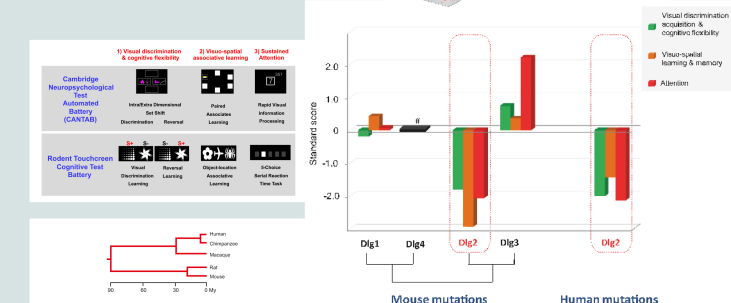 1) Visual discrimination
& cognitive flexibility
2) Visuo-spatial
associative learning
3) Sustained
Attention
Cambridge
Neuropsychological
Test
Automated
Battery
(CANTAB)
Intra/Extra Dimensional
Set Shift
Discrimination Reversal
Paired
Associates
Learning
Rapid Visual
Information
Processing
Rodent Touchscreen
Cognitive Test
Battery
S+ S- S- S+
Visual
Discrimination
Learning
Reversal
Learning
Object-location
Associative
Learning
5-Choice
Serial Reaction
Time Task
Human
Chimpanzee
Macaque
Rat
Mouse
90 60 30 0 My
Standard score
2.0
1.0
0
-1.0
-2.0
#
Dlg1 Dlg4 Dlg2 Dlg3 Dlg2
Mouse mutations Human mutations
Visual discrimination
acquisition &
cognitive flexibility
Visuo-spatial
learning & memory
Attention